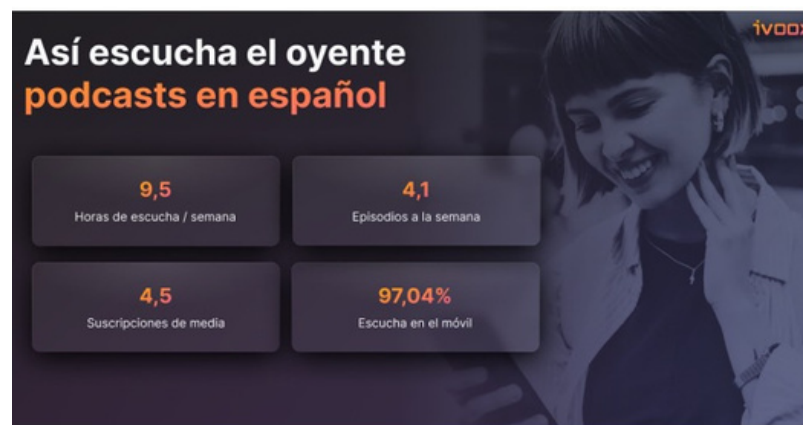 ivoox
Así escucha el oyente
podcasts en español
9,5
Horas de escucha / semana
4,1
Episodios a la semana
4,5
Suscripciones de media
97,04%
Escucha en el móvil